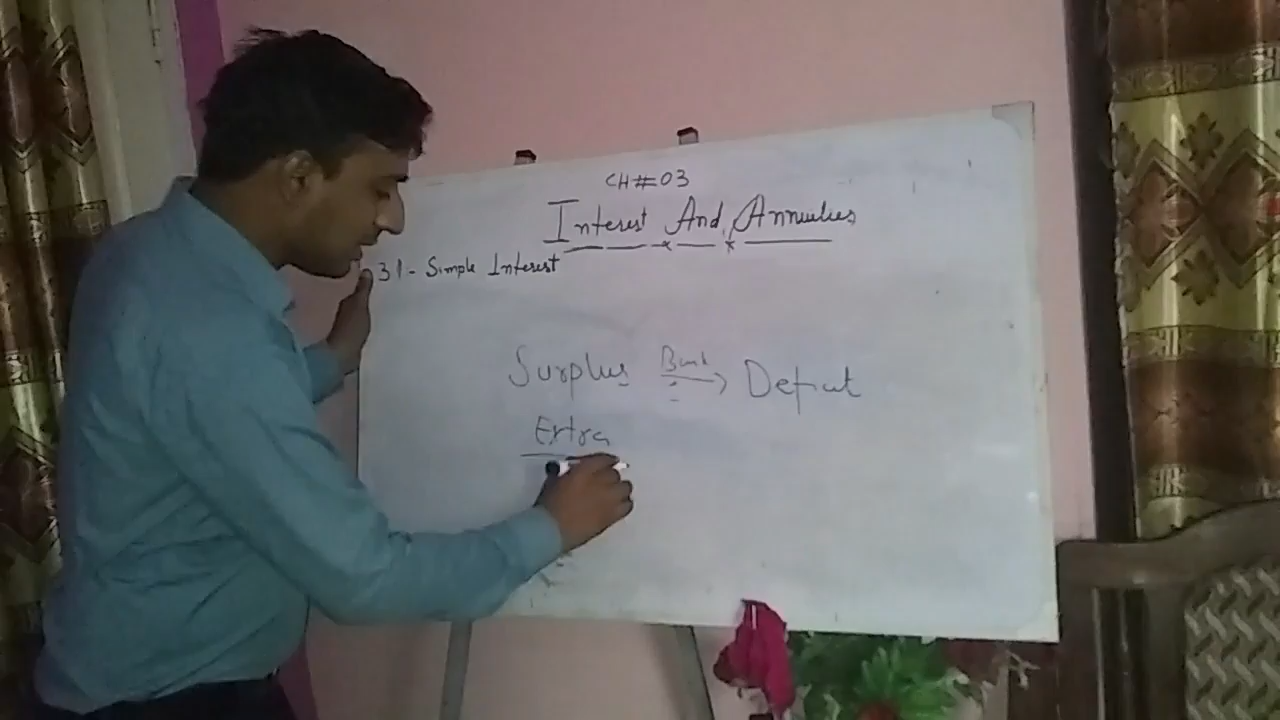 CH#03
Interest And Annuities
3.1- Simple Interest
Surplus Bank → Deficit
Extra